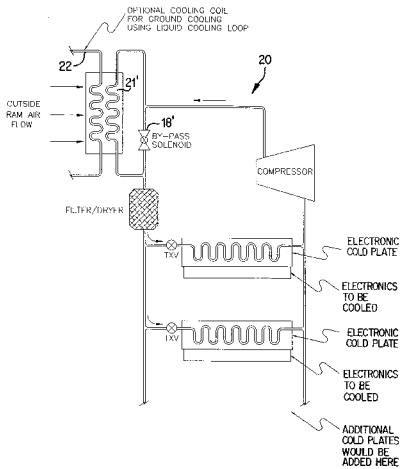 OPTIONAL COOLING COIL
FOR GROUND COOLING
USING LIQUID COOLING LOOP
22
21'
20
OUTSIDE
RAM AIR
FLOW
18'
BY-PASS
SOLENOID
COMPRESSOR
FILTER/DRYER
TXV
ELECTRONIC
COLD PLATE
ELECTRONICS
TO BE
COOLED
TXV
ELECTRONIC
COLD PLATE
ELECTRONICS
TO BE
COOLED
ADDITIONAL
COLD PLATES
WOULD BE
ADDED HERE